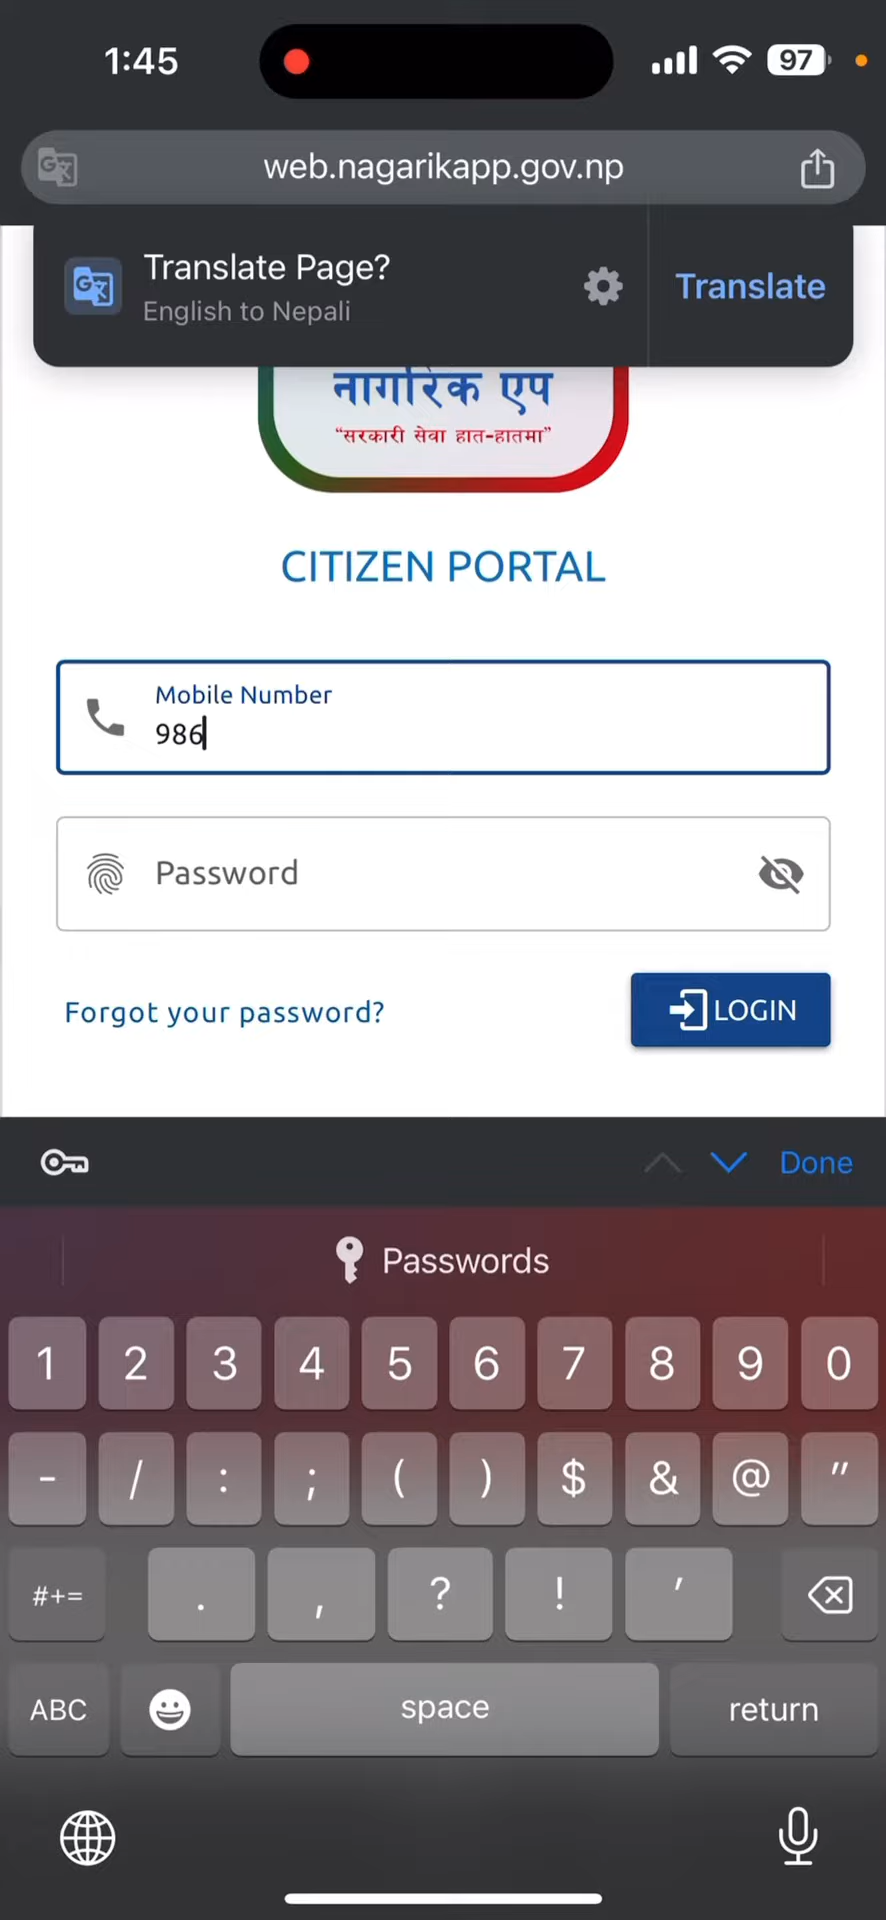 1:45
97
web.nagarikapp.gov.np
Translate Page?
English to Nepali
Translate
नागरिक एप
“सरकारी सेवा हात-हातमा”
CITIZEN PORTAL
Mobile Number
986
Password
Forgot your password?
LOGIN
Done
Passwords
1 2 3 4 5 6 7 8 9 0
- / : ; ( ) $ & @ "
#+= . , ? ! '
ABC space return